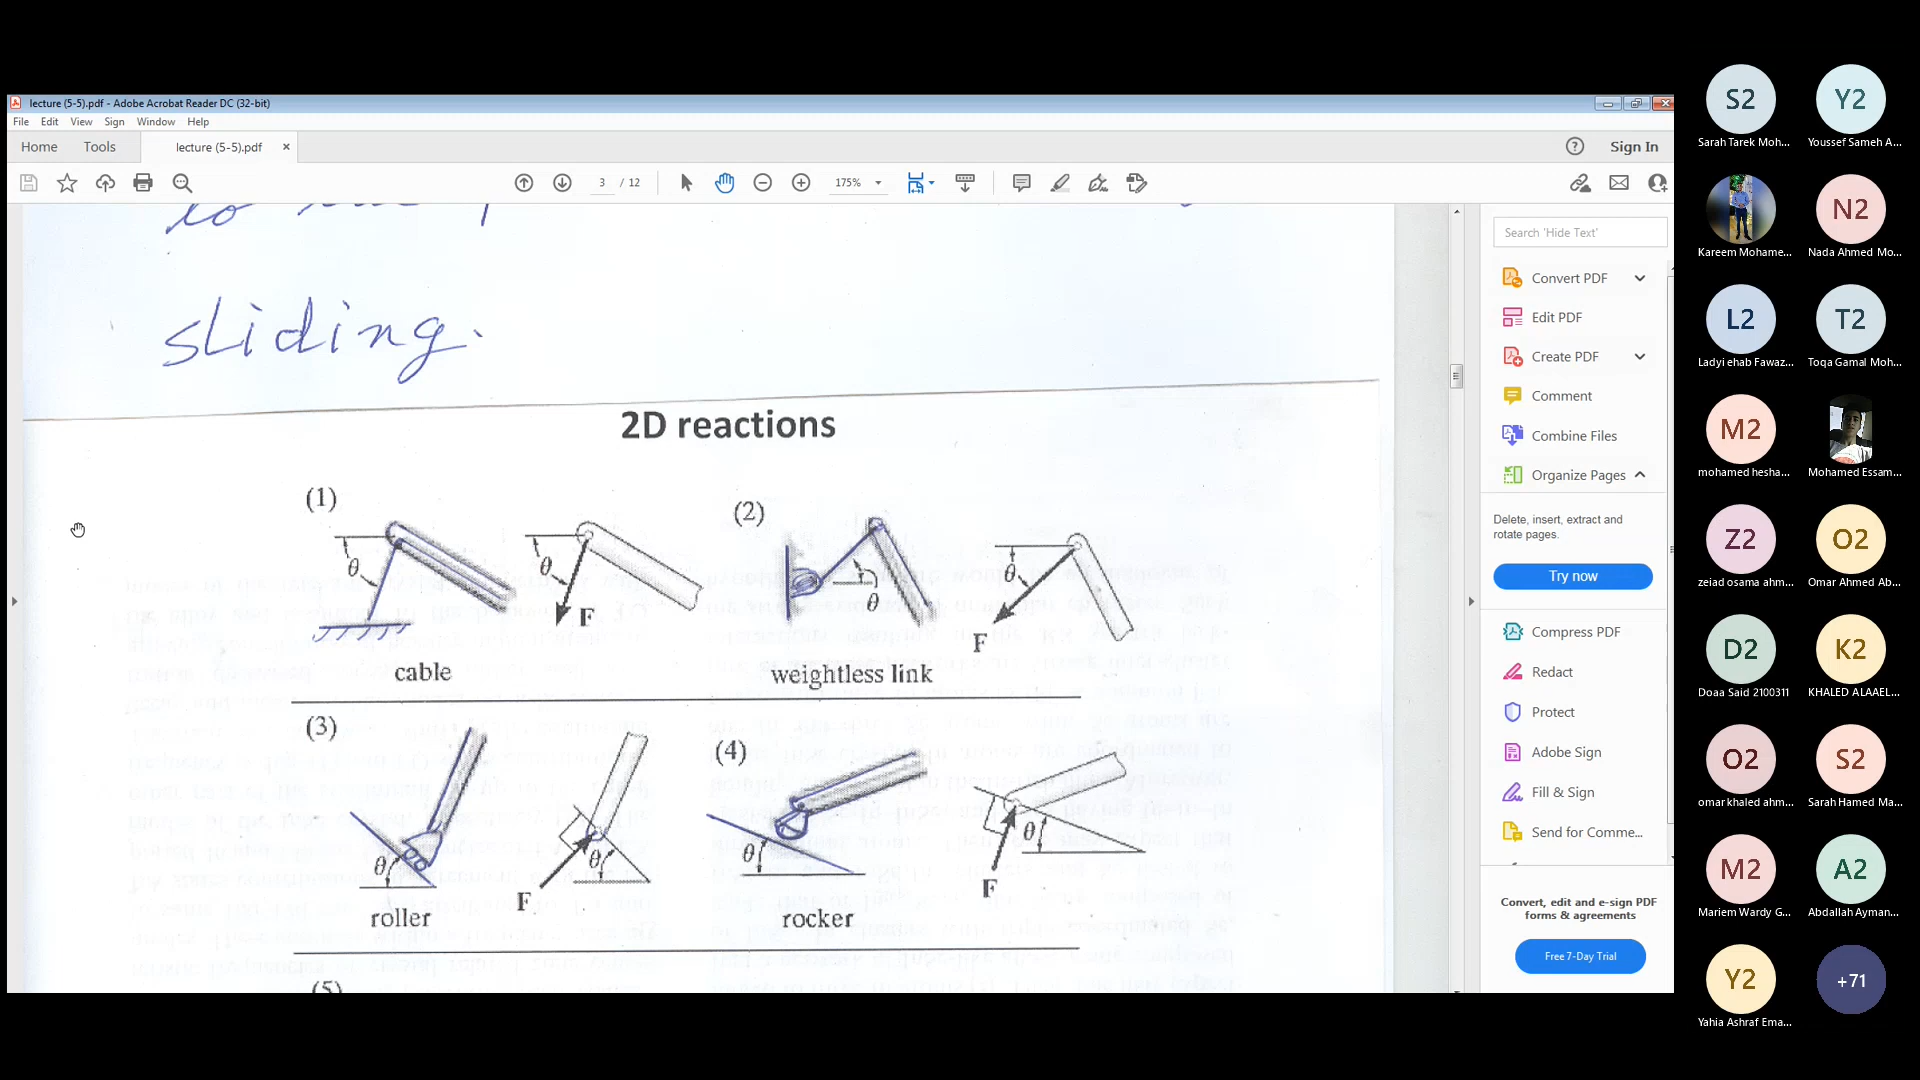 lecture (5-5).pdf - Adobe Acrobat Reader DC (32-bit)
File Edit View Sign Window Help
Home Tools lecture (5-5).pdf × ? Sign In
3 / 12 175%
sliding.
2D reactions
(1) (2)
θ θ F
θ θ F
cable weightless link
(3) (4)
θ θ F
θ θ F
roller rocker
(5)
Search 'Hide Text'
Convert PDF
Edit PDF
Create PDF
Comment
Combine Files
Organize Pages
Delete, insert, extract and
rotate pages.
Try now
Compress PDF
Redact
Protect
Adobe Sign
Fill & Sign
Send for Comme...
Convert, edit and e-sign PDF
forms & agreements
Free 7-Day Trial
S2 Y2
Sarah Tarek Moh... Youssef Sameh A...
N2
Kareem Mohame... Nada Ahmed Mo...
L2 T2
Ladyi ehab Fawaz... Toqa Gamal Moh...
M2
mohamed hesha... Mohamed Essam...
Z2 O2
zeiad osama ahm... Omar Ahmed Ab...
D2 K2
Doaa Said 2100311 KHALED ALAAEL...
O2 S2
omar khaled ahm... Sarah Hamed Ma...
M2 A2
Mariem Wardy G... Abdallah Ayman...
Y2 +71
Yahia Ashraf Ema...